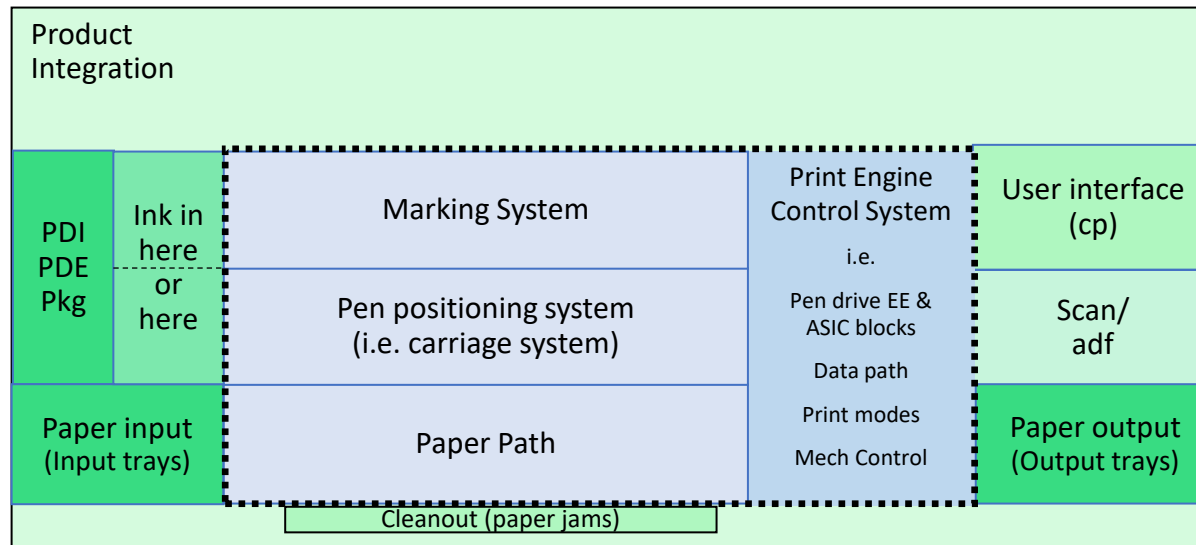 Product
Integration
PDI
PDE
Pkg
Ink in
here
or
here
Marking System
Pen positioning system
(i.e. carriage system)
Paper Path
Print Engine
Control System
i.e.
Pen drive EE &
ASIC blocks
Data path
Print modes
Mech Control
User interface
(cp)
Scan/
adf
Paper input
(Input trays)
Paper output
(Output trays)
Cleanout (paper jams)